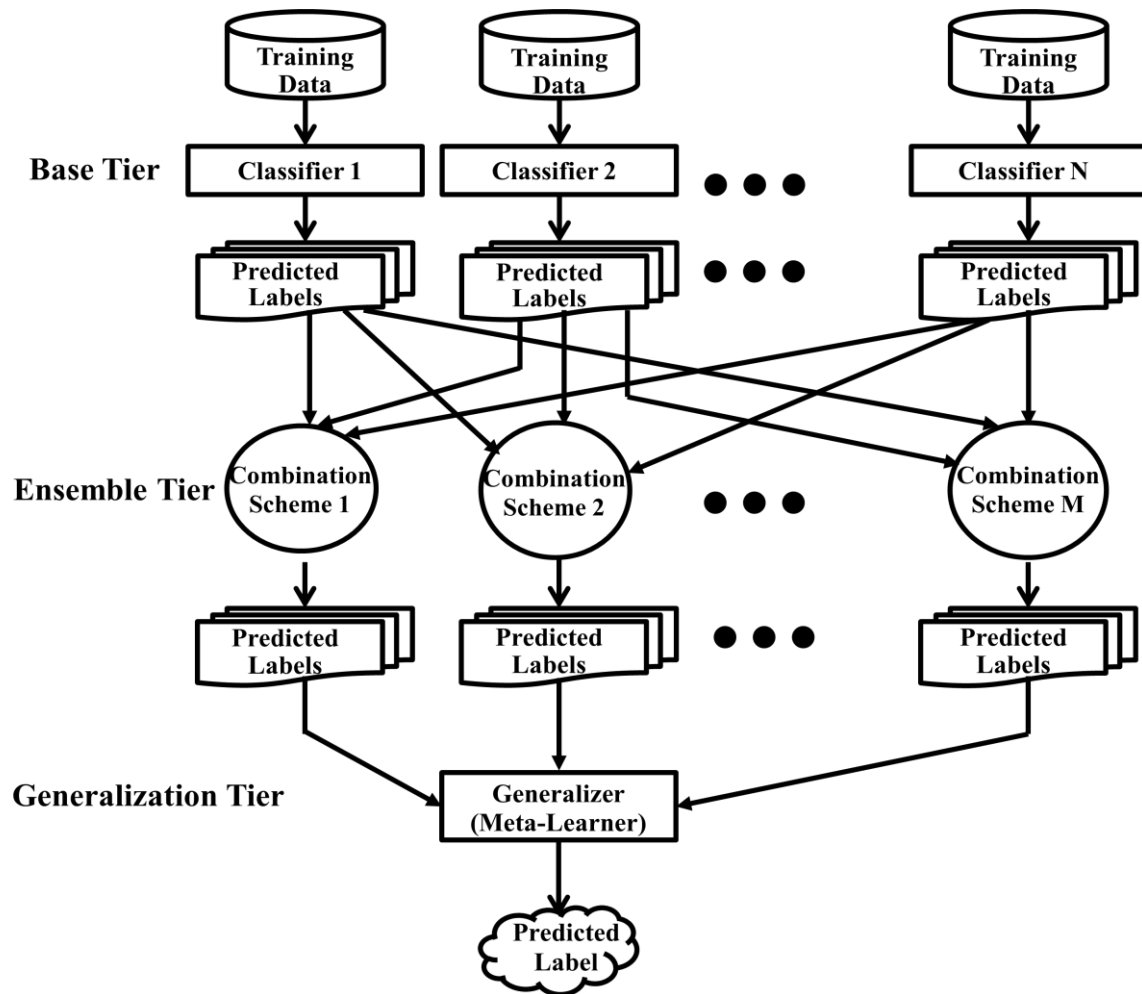 Training
Data
Training
Data
Training
Data
Base Tier
Classifier 1
Classifier 2
Classifier N
Predicted
Labels
Predicted
Labels
Predicted
Labels
Ensemble Tier
Combination
Scheme 1
Combination
Scheme 2
Combination
Scheme M
Predicted
Labels
Predicted
Labels
Predicted
Labels
Generalization Tier
Generalizer
(Meta-Learner)
Predicted
Label